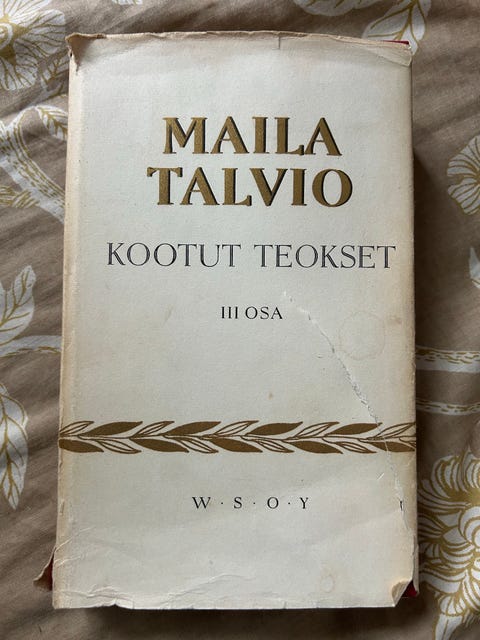 MAILA
TALVIO
KOOTUT TEOKSET
III OSA
W·S·O·Y